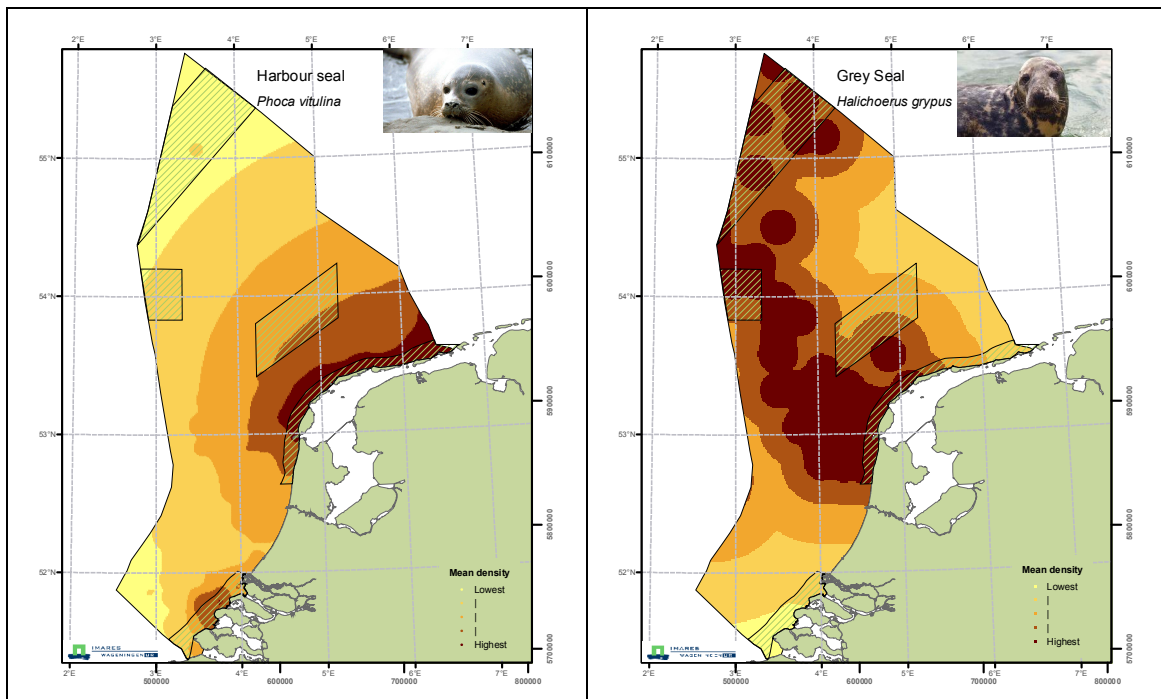 2°E 3°E 4°E 5°E 6°E 7°E
Harbour seal
Phoca vitulina
55°N
54°N
53°N
52°N
6100000
6000000
5900000
5800000
5700000
Mean density
Lowest
Highest
IMARES
WAGENINGEN UR
2°E 3°E 4°E 5°E 6°E 7°E
500000 600000 700000 800000
2°E 3°E 4°E 5°E 6°E 7°E
Grey Seal
Halichoerus grypus
55°N
54°N
53°N
52°N
6100000
6000000
5900000
5800000
5700000
Mean density
Lowest
Highest
IMARES
WAGENINGEN UR
2°E 3°E 4°E 5°E 6°E 7°E
500000 600000 700000 800000